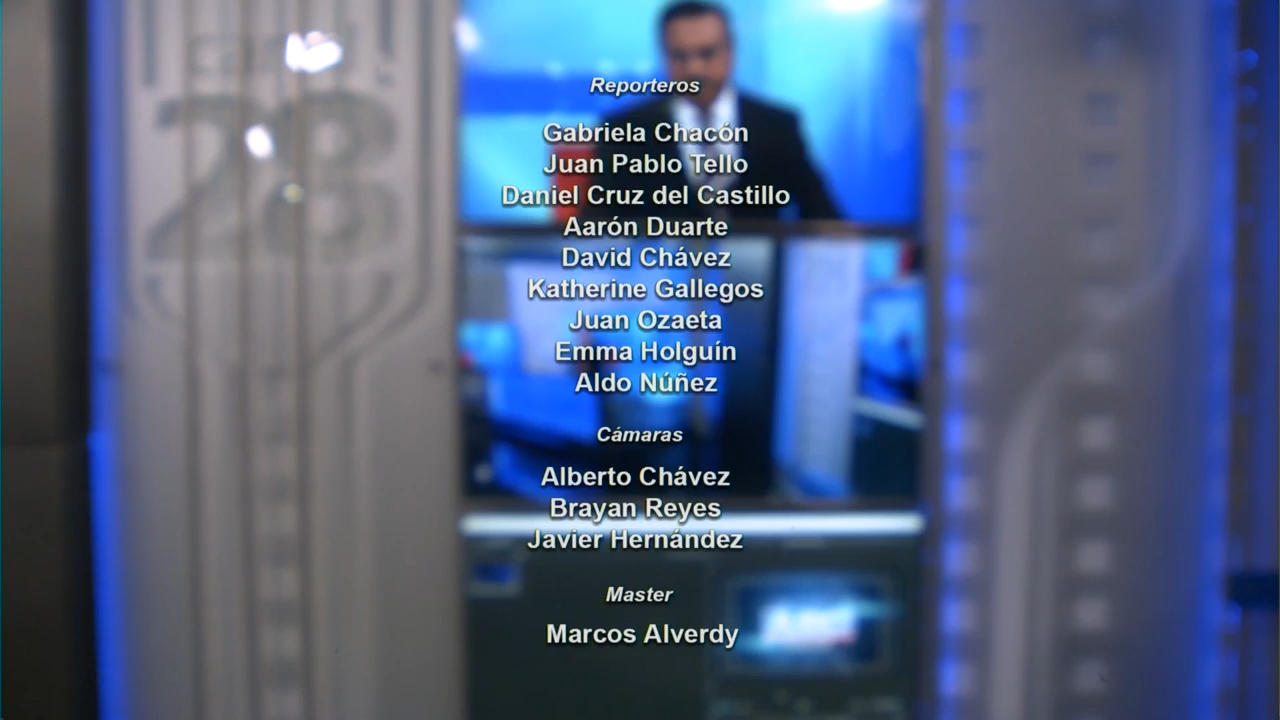 Reporteros
Gabriela Chacón
Juan Pablo Tello
Daniel Cruz del Castillo
Aarón Duarte
David Chávez
Katherine Gallegos
Juan Ozaeta
Emma Holguín
Aldo Núñez
Cámaras
Alberto Chávez
Brayan Reyes
Javier Hernández
Master
Marcos Alverdy
28